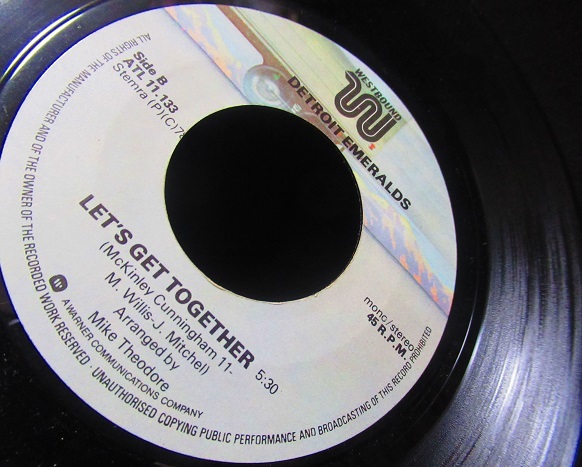 WESTBOUND
DETROIT EMERALDS
Side B
ATL 11.133
Stemra (P)(C)
LET'S GET TOGETHER 5:30
(McKinley Cunningham 11-
M. Willis-J. Mitchel)
Arranged by
Mike Theodore
mono/stereo
45 R.P.M.
A WARNER COMMUNICATIONS COMPANY
ALL RIGHTS OF THE MANUFACTURER AND OF THE OWNER OF THE RECORDED WORK RESERVED · UNAUTHORISED COPYING PUBLIC PERFORMANCE AND BROADCASTING OF THIS RECORD PROHIBITED